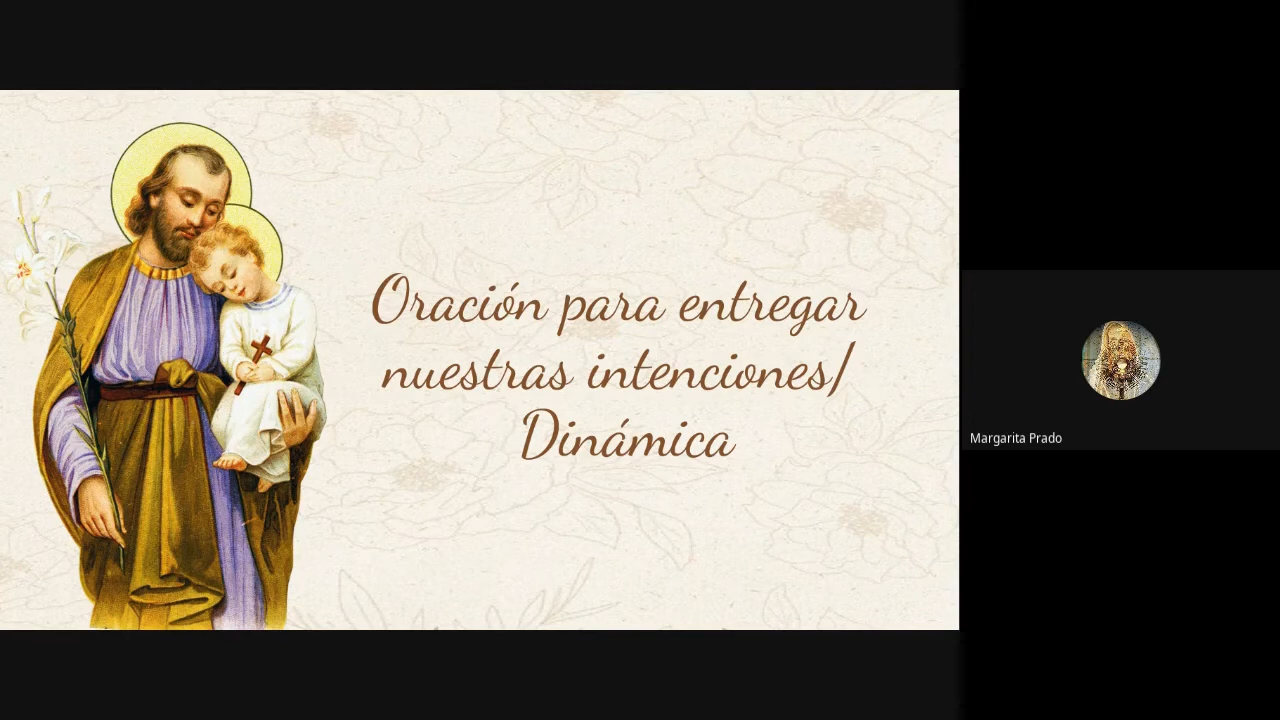 Oración para entregar
nuestras intenciones/
Dinámica
Margarita Prado